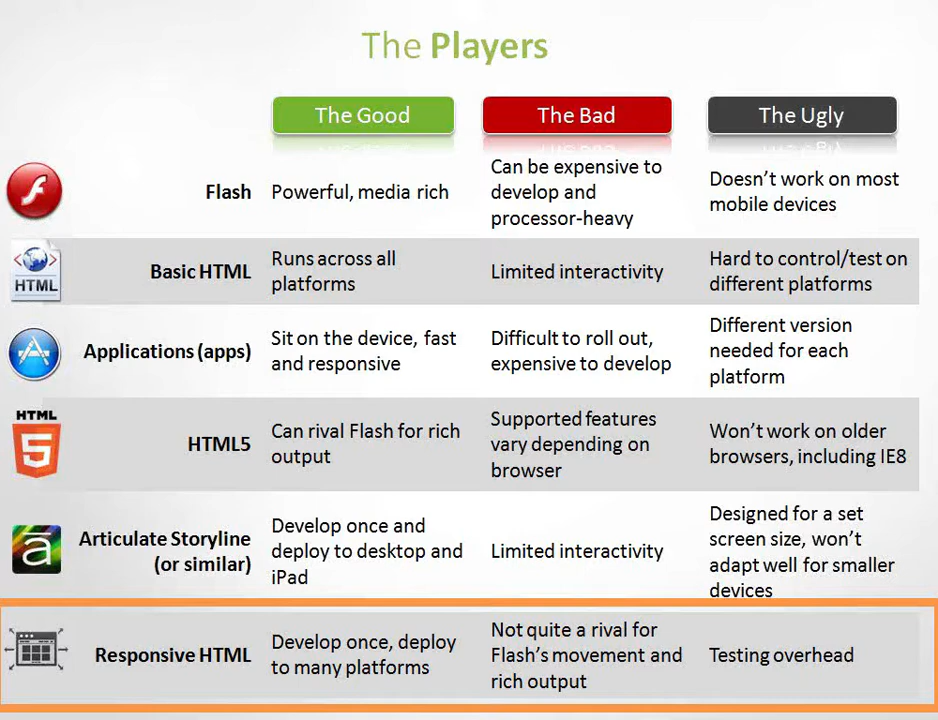 The Players
The Good
The Bad
The Ugly
Flash
Powerful, media rich
Can be expensive to
develop and
processor-heavy
Doesn't work on most
mobile devices
HTML
Basic HTML
Runs across all
platforms
Limited interactivity
Hard to control/test on
different platforms
Applications (apps)
Sit on the device, fast
and responsive
Difficult to roll out,
expensive to develop
Different version
needed for each
platform
HTML
5
HTML5
Can rival Flash for rich
output
Supported features
vary depending on
browser
Won't work on older
browsers, including IE8
ā
Articulate Storyline
(or similar)
Develop once and
deploy to desktop and
iPad
Limited interactivity
Designed for a set
screen size, won't
adapt well for smaller
devices
Responsive HTML
Develop once, deploy
to many platforms
Not quite a rival for
Flash's movement and
rich output
Testing overhead